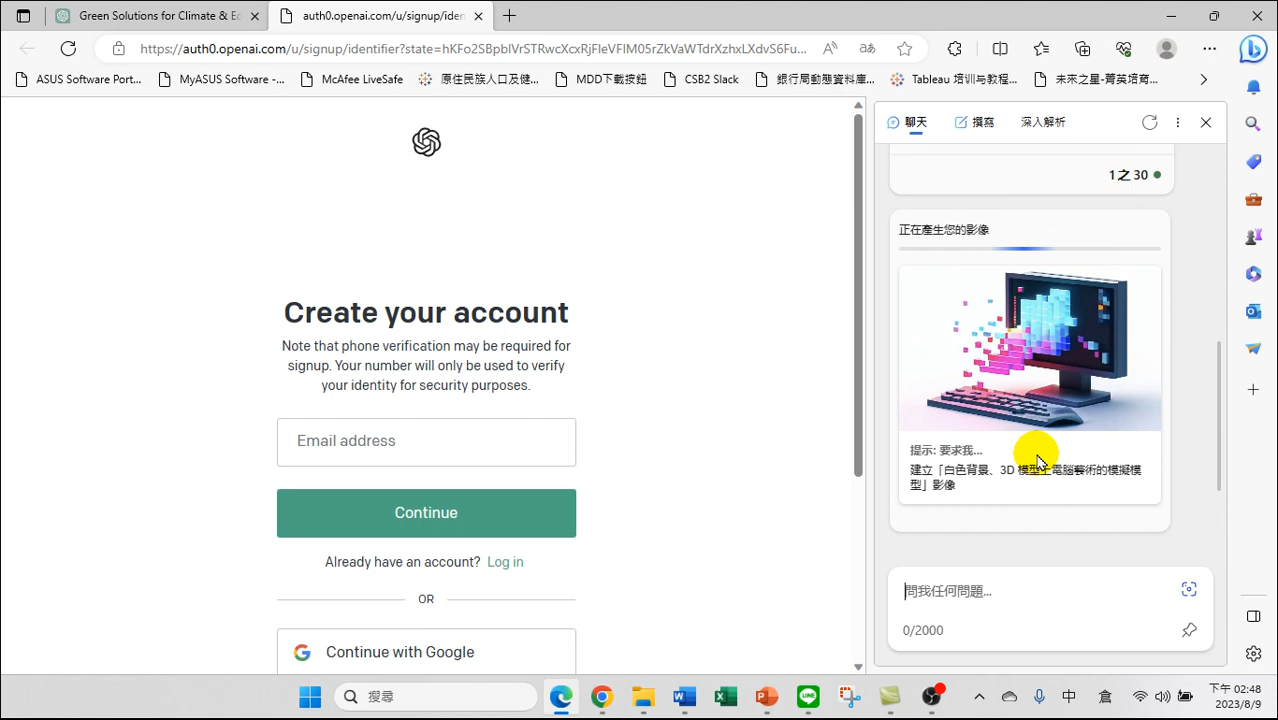 Green Solutions for Climate & Ec
auth0.openai.com/u/signup/iden
https://auth0.openai.com/u/signup/identifier?state=hKFo2SBpblVrSTRwcXcxRjFleVFIM05rZkVaWTdrXzhxLXdvS6Fu...
ASUS Software Port...
MyASUS Software -...
McAfee LiveSafe
原住民族人口及健...
MDD下載按鈕
CSB2 Slack
銀行局動態資料庫...
Tableau 培训与教程...
未來之星-菁英培育...
聊天
撰寫
深入解析
1 之 30
正在產生您的影像
提示: 要求我...
建立「白色背景、3D 模型上電腦藝術的模擬模
型」影像
問我任何問題...
0/2000
Create your account
Note that phone verification may be required for
signup. Your number will only be used to verify
your identity for security purposes.
Email address
Continue
Already have an account? Log in
OR
Continue with Google
搜尋
中
下午 02:48
2023/8/9